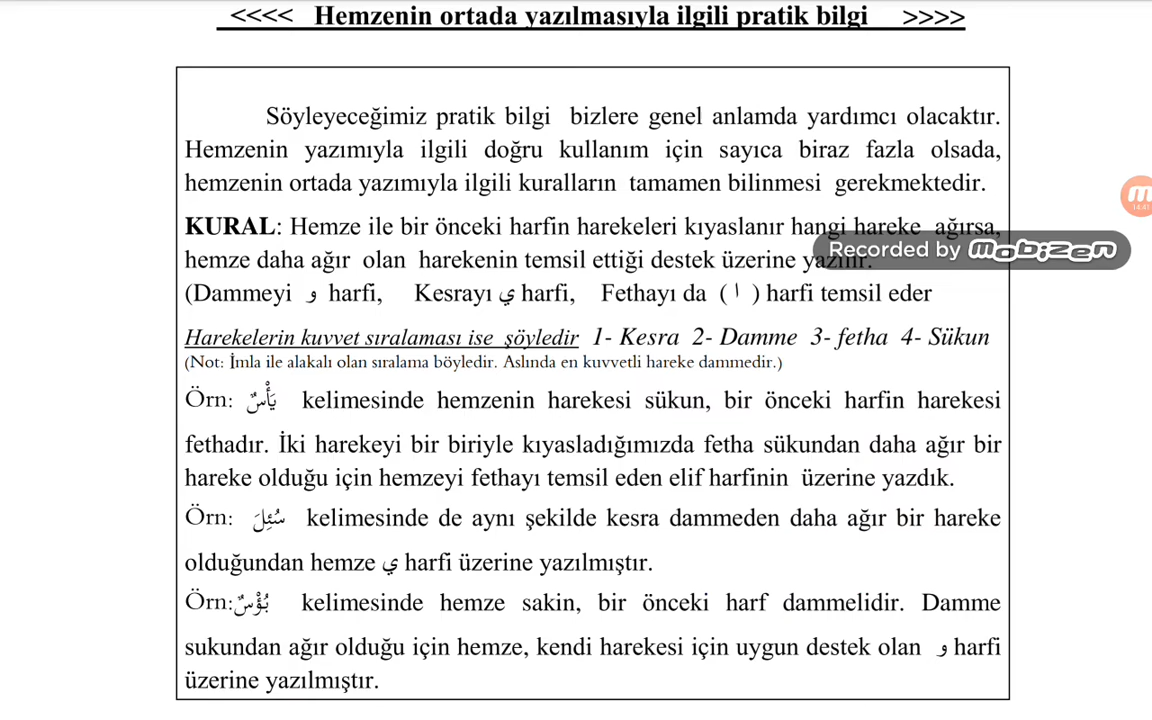 <<<< Hemzenin ortada yazılmasıyla ilgili pratik bilgi >>>>
Söyleyeceğimiz pratik bilgi bizlere genel anlamda yardımcı olacaktır.
Hemzenin yazımıyla ilgili doğru kullanım için sayıca biraz fazla olsada,
hemzenin ortada yazımıyla ilgili kuralların tamamen bilinmesi gerekmektedir.
KURAL: Hemze ile bir önceki harfin harekeleri kıyaslanır hangi hareke ağırsa,
Recorded by mobizen
hemze daha ağır olan harekenin temsil ettiği destek üzerine yazılır.
(Dammeyi و harfi, Kesrayı ي harfi, Fethayı da ( ا ) harfi temsil eder
Harekelerin kuvvet sıralaması ise şöyledir 1- Kesra 2- Damme 3- fetha 4- Sükun
(Not: İmla ile alakalı olan sıralama böyledir. Aslında en kuvvetli hareke dammedir.)
Örn: يَأْسٌ kelimesinde hemzenin harekesi sükun, bir önceki harfin harekesi
fethadır. İki harekeyi bir biriyle kıyasladığımızda fetha sükundan daha ağır bir
hareke olduğu için hemzeyi fethayı temsil eden elif harfinin üzerine yazdık.
Örn: سُئِلَ kelimesinde de aynı şekilde kesra dammeden daha ağır bir hareke
olduğundan hemze ي harfi üzerine yazılmıştır.
Örn: بُؤْسٌ kelimesinde hemze sakin, bir önceki harf dammelidir. Damme
sukundan ağır olduğu için hemze, kendi harekesi için uygun destek olan و harfi
üzerine yazılmıştır.